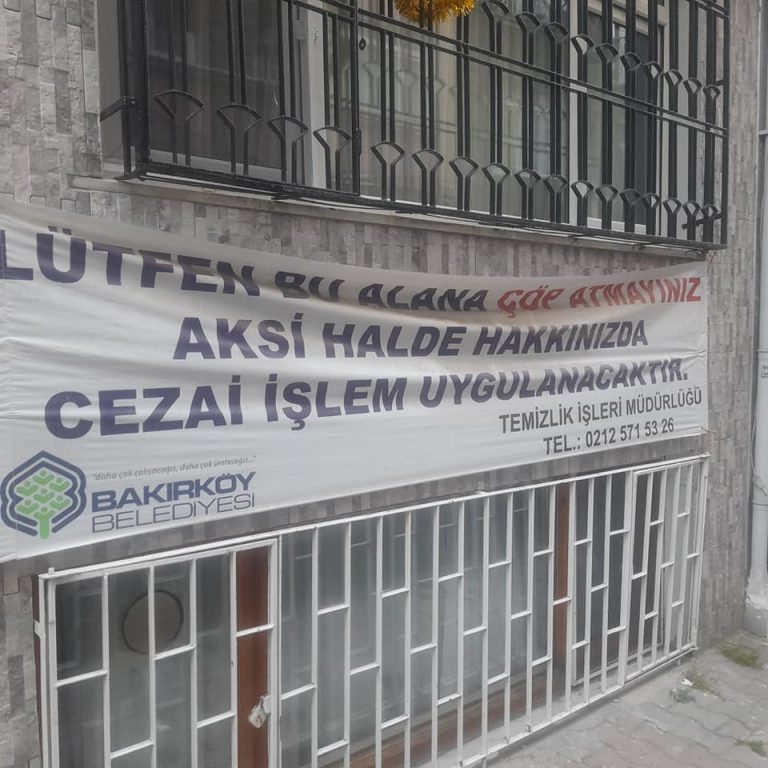 LÜTFEN BU ALANA ÇÖP ATMAYINIZ
AKSİ HALDE HAKKINIZDA
CEZAİ İŞLEM UYGULANACAKTIR.
TEMİZLİK İŞLERİ MÜDÜRLÜĞÜ
TEL.: 0212 571 53 26
"daha çok çalışacağız, daha çok üreteceğiz..."
BAKIRKÖY
BELEDİYESİ